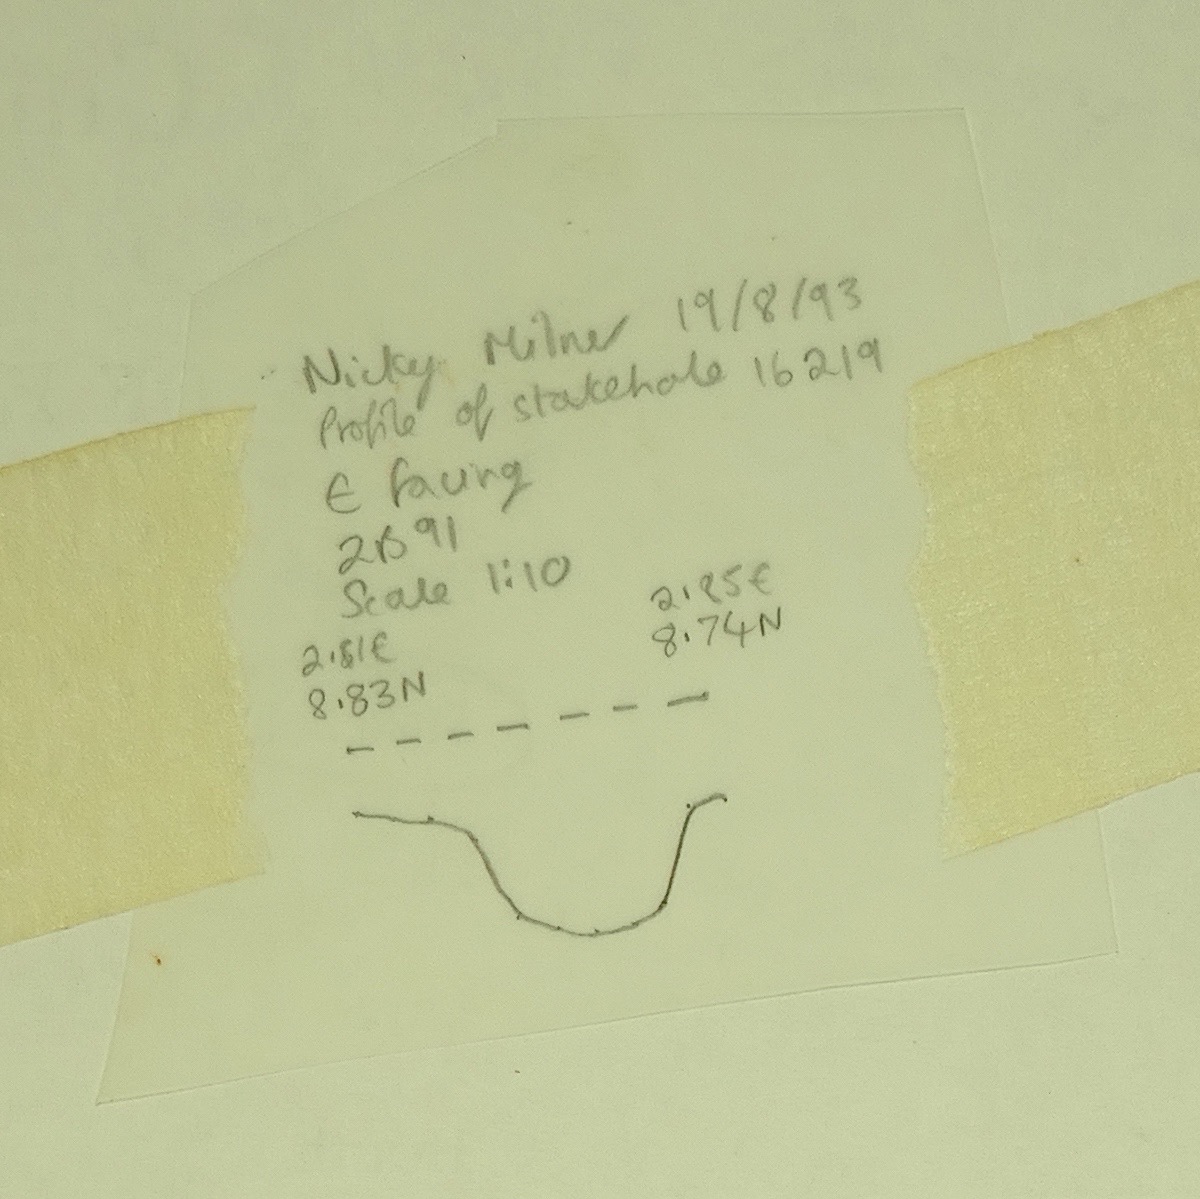 Nicky Milner 19/8/93
Profile of stakehole 16219
E facing
2B91
Scale 1:10
2.85E
8.74N
2.81E
8.83N